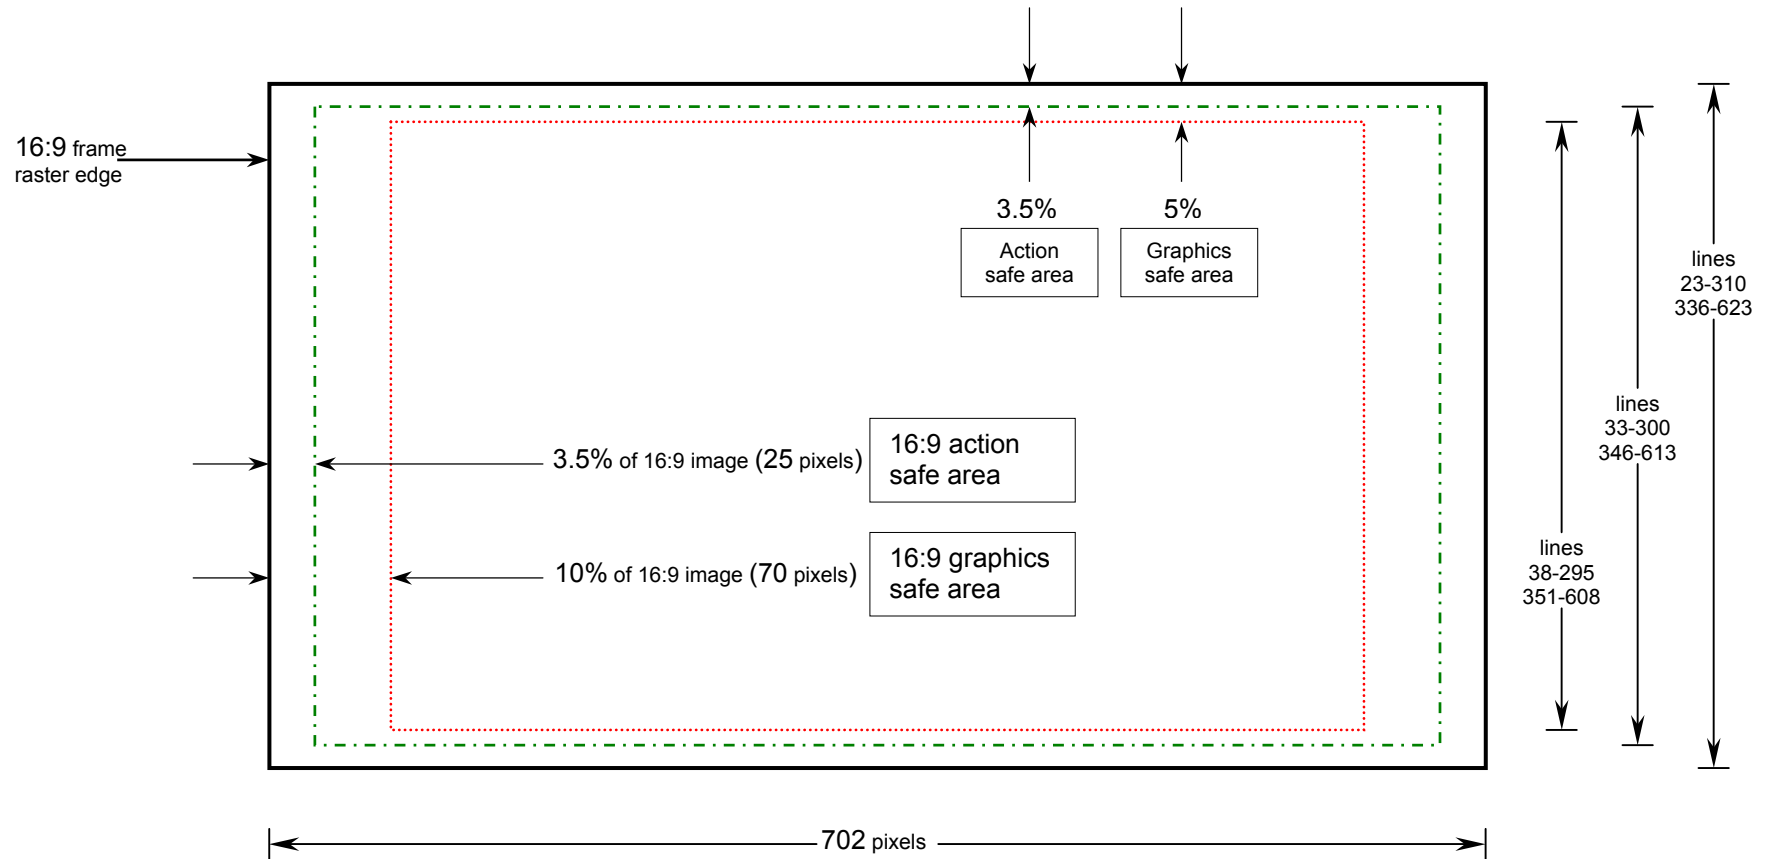 16:9 frame
raster edge
3.5%
5%
Action
safe area
Graphics
safe area
lines
23-310
336-623
lines
33-300
346-613
3.5% of 16:9 image (25 pixels)
16:9 action
safe area
10% of 16:9 image (70 pixels)
16:9 graphics
safe area
lines
38-295
351-608
702 pixels